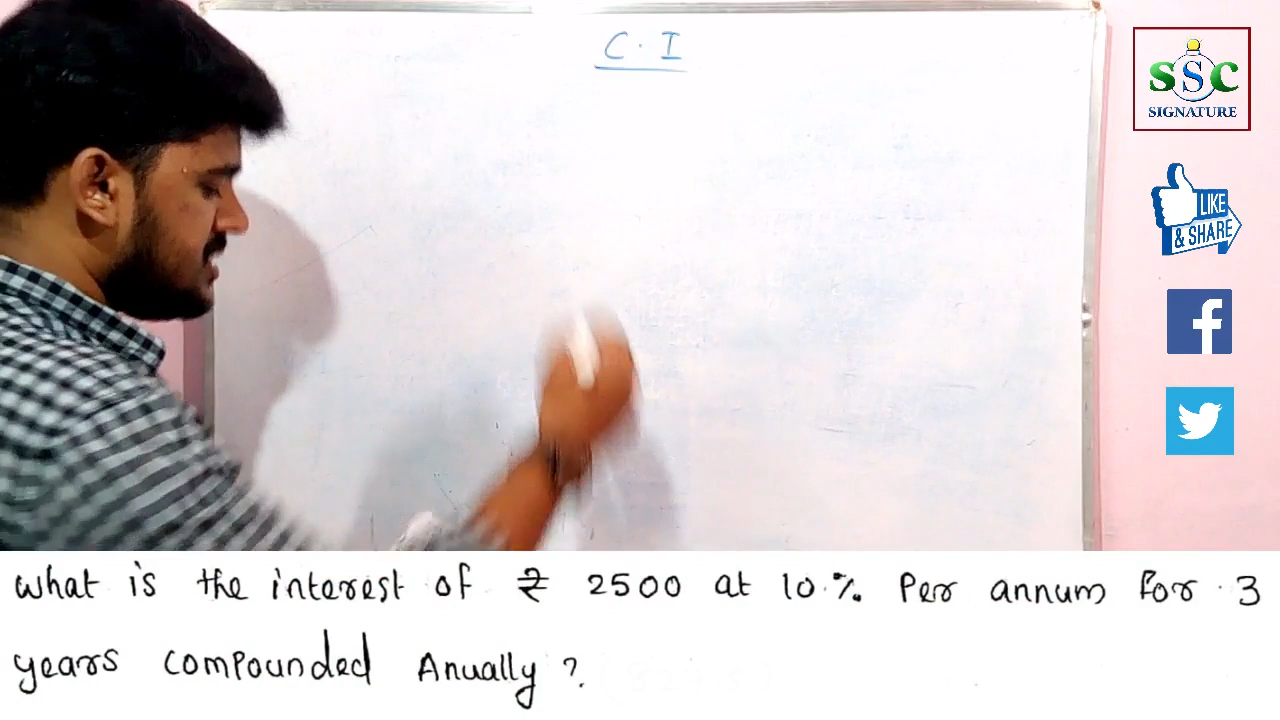 C.I
SSC
SIGNATURE
LIKE
& SHARE
What is the interest of ₹ 2500 at 10% Per annum for 3
years compounded Anually ?